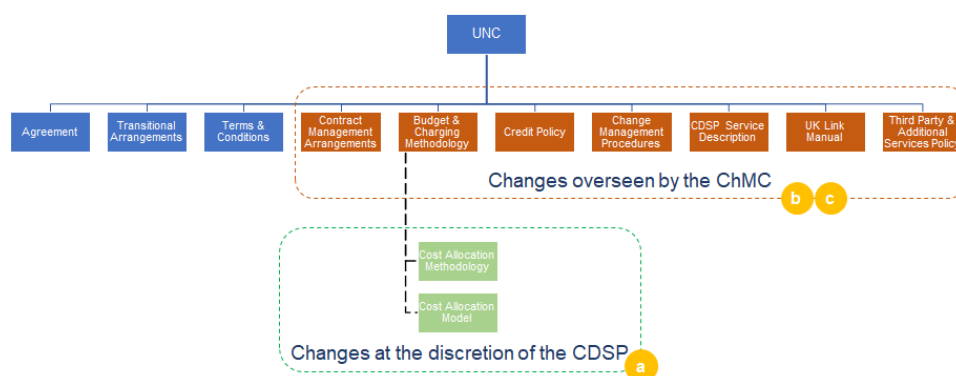 UNC
Agreement
Transitional
Arrangements
Terms &
Conditions
Contract
Management
Arrangements
Budget &
Charging
Methodology
Credit Policy
Change
Management
Procedures
CDSP Service
Description
UK Link
Manual
Third Party &
Additional
Services Policy
Changes overseen by the ChMC
b
c
Cost Allocation
Methodology
Cost Allocation
Model
Changes at the discretion of the CDSP
a